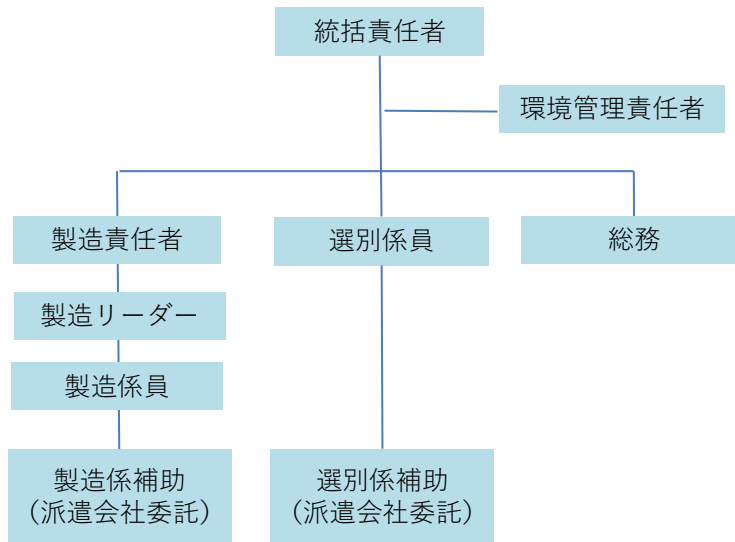 統括責任者
環境管理責任者
製造責任者
選別係員
総務
製造リーダー
製造係員
製造係補助
（派遣会社委託）
選別係補助
（派遣会社委託）